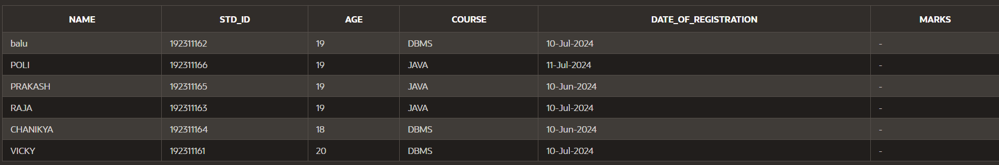 NAME STD_ID AGE COURSE DATE_OF_REGISTRATION MARKS
balu 192311162 19 DBMS 10-Jul-2024 -
POLI 192311166 19 JAVA 11-Jul-2024 -
PRAKASH 192311165 19 JAVA 10-Jun-2024 -
RAJA 192311163 19 JAVA 10-Jul-2024 -
CHANIKYA 192311164 18 DBMS 10-Jun-2024 -
VICKY 192311161 20 DBMS 10-Jul-2024 -